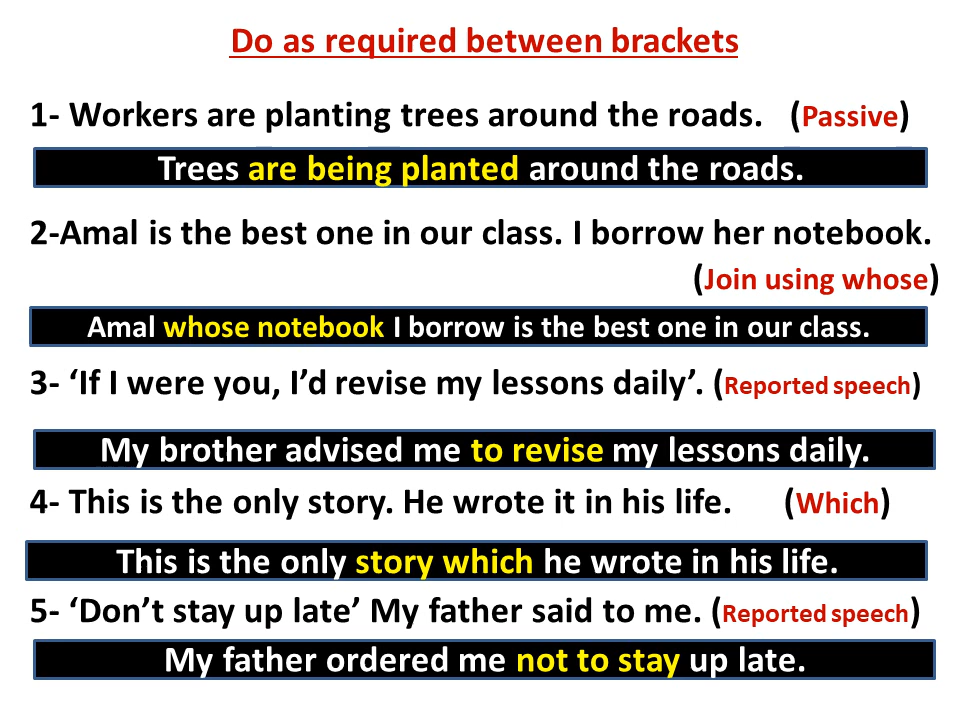 Do as required between brackets
1- Workers are planting trees around the roads. (Passive)
Trees are being planted around the roads.
2-Amal is the best one in our class. I borrow her notebook.
(Join using whose)
Amal whose notebook I borrow is the best one in our class.
3- ‘If I were you, I’d revise my lessons daily’. (Reported speech)
My brother advised me to revise my lessons daily.
4- This is the only story. He wrote it in his life. (Which)
This is the only story which he wrote in his life.
5- ‘Don’t stay up late’ My father said to me. (Reported speech)
My father ordered me not to stay up late.